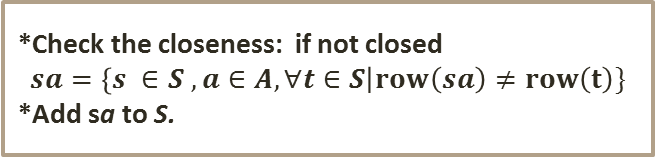 *Check the closeness: if not closed
sa = {s ∈ S , a ∈ A, ∀t ∈ S|row(sa) ≠ row(t)}
*Add sa to S.